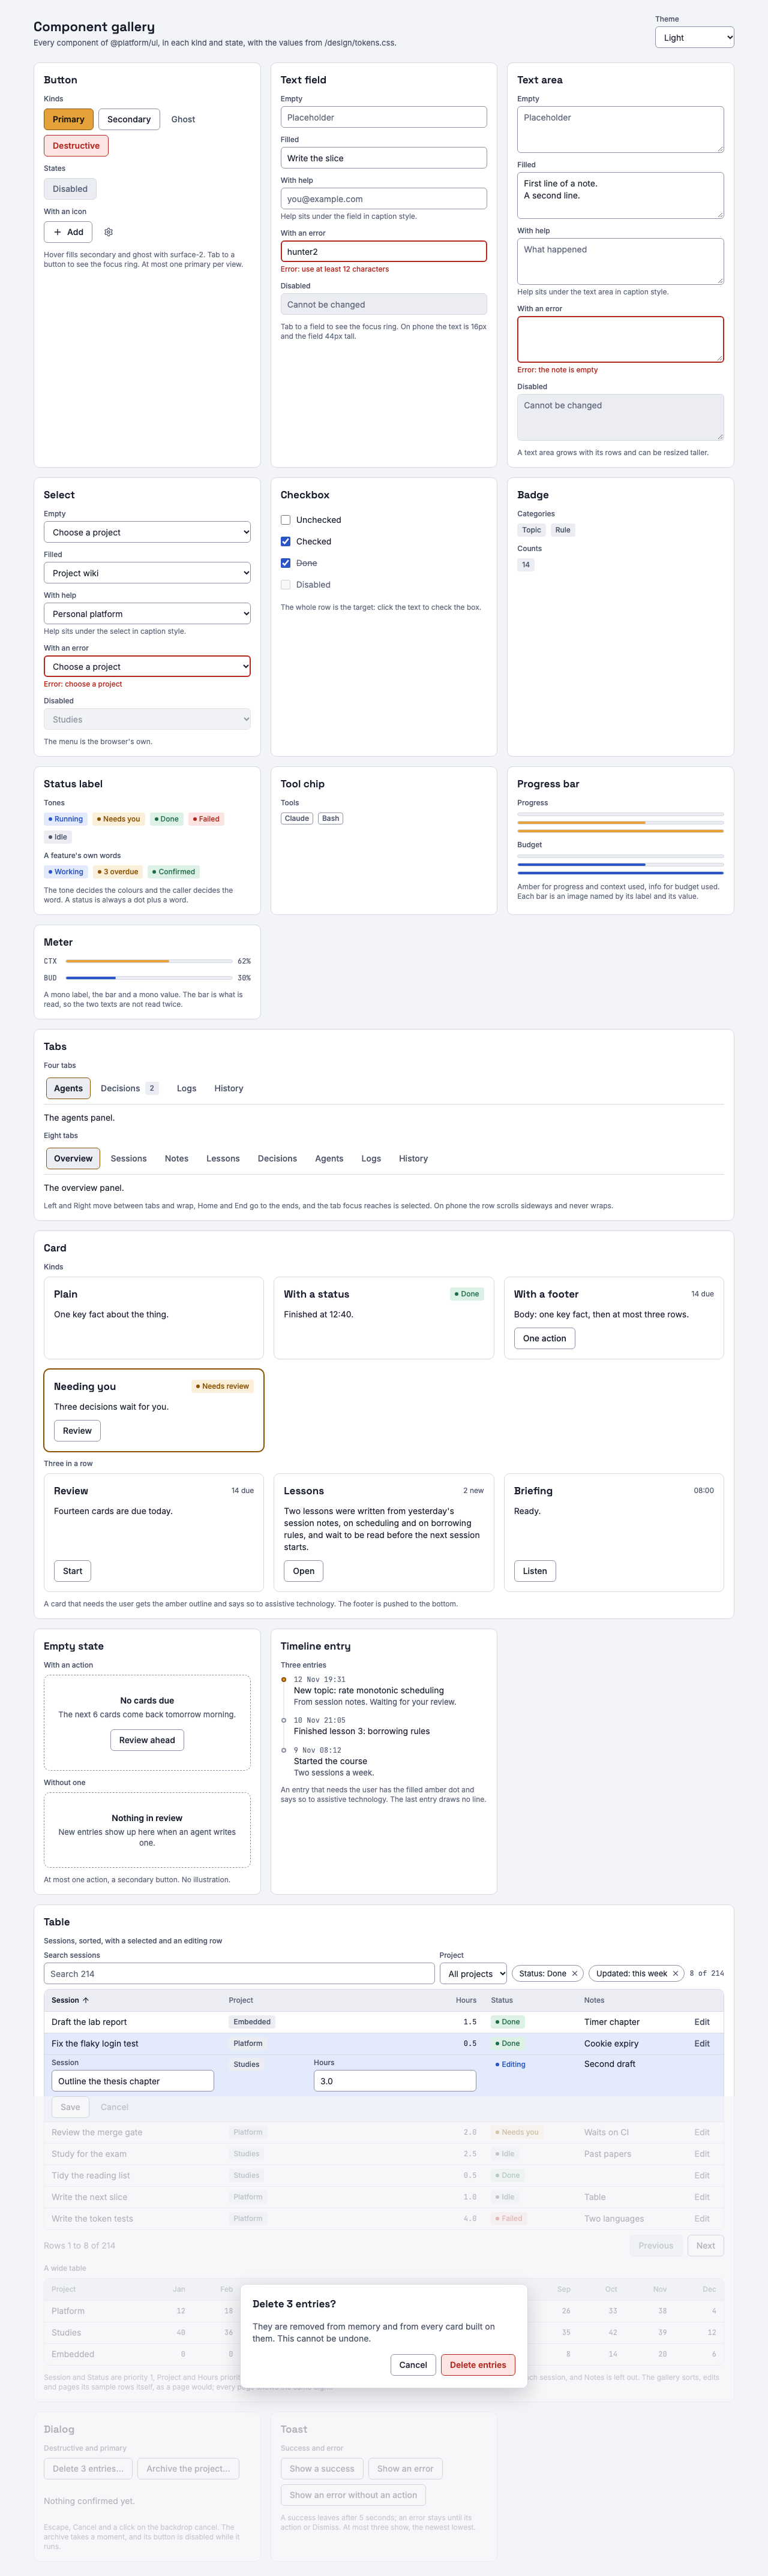 Component gallery
Every component of @platform/ui, in each kind and state, with the values from /design/tokens.css.
Theme
Light
Button
Kinds
Primary
Secondary
Ghost
Destructive
States
Disabled
With an icon
Add
Hover fills secondary and ghost with surface-2. Tab to a
button to see the focus ring. At most one primary per view.
Text field
Empty
Placeholder
Filled
Write the slice
With help
you@example.com
Help sits under the field in caption style.
With an error
hunter2
Error: use at least 12 characters
Disabled
Cannot be changed
Tab to a field to see the focus ring. On phone the text is 16px
and the field 44px tall.
Text area
Empty
Placeholder
Filled
First line of a note.
A second line.
With help
What happened
Help sits under the text area in caption style.
With an error
Error: the note is empty
Disabled
Cannot be changed
A text area grows with its rows and can be resized taller.
Select
Empty
Choose a project
Filled
Project wiki
With help
Personal platform
Help sits under the select in caption style.
With an error
Choose a project
Error: choose a project
Disabled
Studies
The menu is the browser's own.
Checkbox
Unchecked
Checked
Done
Disabled
The whole row is the target: click the text to check the box.
Badge
Categories
Topic
Rule
Counts
14
Status label
Tones
Running
Needs you
Done
Failed
Idle
A feature's own words
Working
3 overdue
Confirmed
The tone decides the colours and the caller decides the
word. A status is always a dot plus a word.
Tool chip
Tools
Claude
Bash
Progress bar
Progress
Budget
Amber for progress and context used, info for budget used.
Each bar is an image named by its label and its value.
Meter
CTX 62%
BUD 30%
A mono label, the bar and a mono value. The bar is what is
read, so the two texts are not read twice.
Tabs
Four tabs
Agents Decisions 2 Logs History
The agents panel.
Eight tabs
Overview Sessions Notes Lessons Decisions Agents Logs History
The overview panel.
Left and Right move between tabs and wrap, Home and End go to the ends, and the tab focus reaches is selected. On phone the row scrolls sideways and never wraps.
Card
Kinds
Plain
One key fact about the thing.
With a status
Done
Finished at 12:40.
With a footer
14 due
Body: one key fact, then at most three rows.
One action
Needing you
Needs review
Three decisions wait for you.
Review
Three in a row
Review
14 due
Fourteen cards are due today.
Start
Lessons
2 new
Two lessons were written from yesterday's
session notes, on scheduling and on borrowing
rules, and wait to be read before the next session
starts.
Open
Briefing
08:00
Ready.
Listen
A card that needs the user gets the amber outline and says so to assistive technology. The footer is pushed to the bottom.
Empty state
With an action
No cards due
The next 6 cards come back tomorrow morning.
Review ahead
Without one
Nothing in review
New entries show up here when an agent writes
one.
At most one action, a secondary button. No illustration.
Timeline entry
Three entries
12 Nov 19:31
New topic: rate monotonic scheduling
From session notes. Waiting for your review.
10 Nov 21:05
Finished lesson 3: borrowing rules
9 Nov 08:12
Started the course
Two sessions a week.
An entry that needs the user has the filled amber dot and
says so to assistive technology. The last entry draws no line.
Table
Sessions, sorted, with a selected and an editing row
Search sessions
Search 214
Project
All projects
Status: Done
Updated: this week
8 of 214
Session Project Hours Status Notes
Draft the lab report Embedded 1.5 Done Timer chapter Edit
Fix the flaky login test Platform 0.5 Done Cookie expiry Edit
Session
Outline the thesis chapter
Studies
Hours
3.0
Editing
Second draft
Save
Cancel
Review the merge gate Platform 2.0 Needs you Waits on CI Edit
Study for the exam Studies 2.5 Idle Past papers Edit
Tidy the reading list Studies 0.5 Done Edit
Write the next slice Platform 1.0 Idle Table Edit
Write the token tests Platform 4.0 Failed Two languages Edit
Rows 1 to 8 of 214
Previous
Next
A wide table
Project Jan Feb Sep Oct Nov Dec
Platform 12 18 26 33 38 4
Studies 40 36 35 42 39 12
Embedded 0 0 8 14 20 6
Delete 3 entries?
They are removed from memory and from every card built on
them. This cannot be undone.
Cancel
Delete entries
Session and Status are priority 1, Project and Hours
ch session, and Notes is left out. The gallery sorts, edits
and pages its sample rows itself, as a page would; every
Dialog
Destructive and primary
Delete 3 entries...
Archive the project...
Nothing confirmed yet.
Escape, Cancel and a click on the backdrop cancel. The
archive takes a moment, and its button is disabled while it
runs.
Toast
Success and error
Show a success
Show an error
Show an error without an action
A success leaves after 5 seconds; an error stays until its
action or Dismiss. At most three show, the newest lowest.